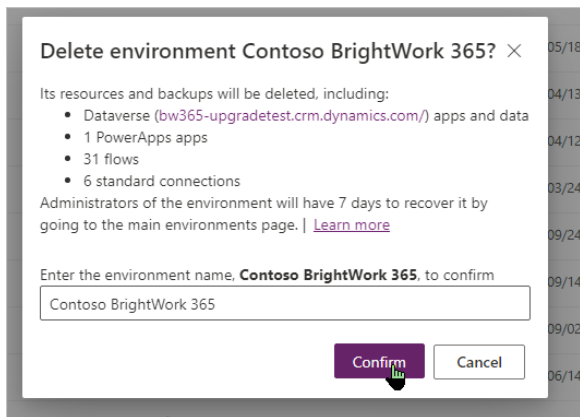 Delete environment Contoso BrightWork 365?
05/18
Its resources and backups will be deleted, including:
04/13
• Dataverse (bw365-upgradetest.crm.dynamics.com/) apps and data
• 1 PowerApps apps
04/12
• 31 flows
• 6 standard connections
03/24
Administrators of the environment will have 7 days to recover it by
going to the main environments page. | Learn more
09/24
Enter the environment name, Contoso BrightWork 365, to confirm
09/14
Contoso BrightWork 365
09/02
Confirm Cancel
06/14